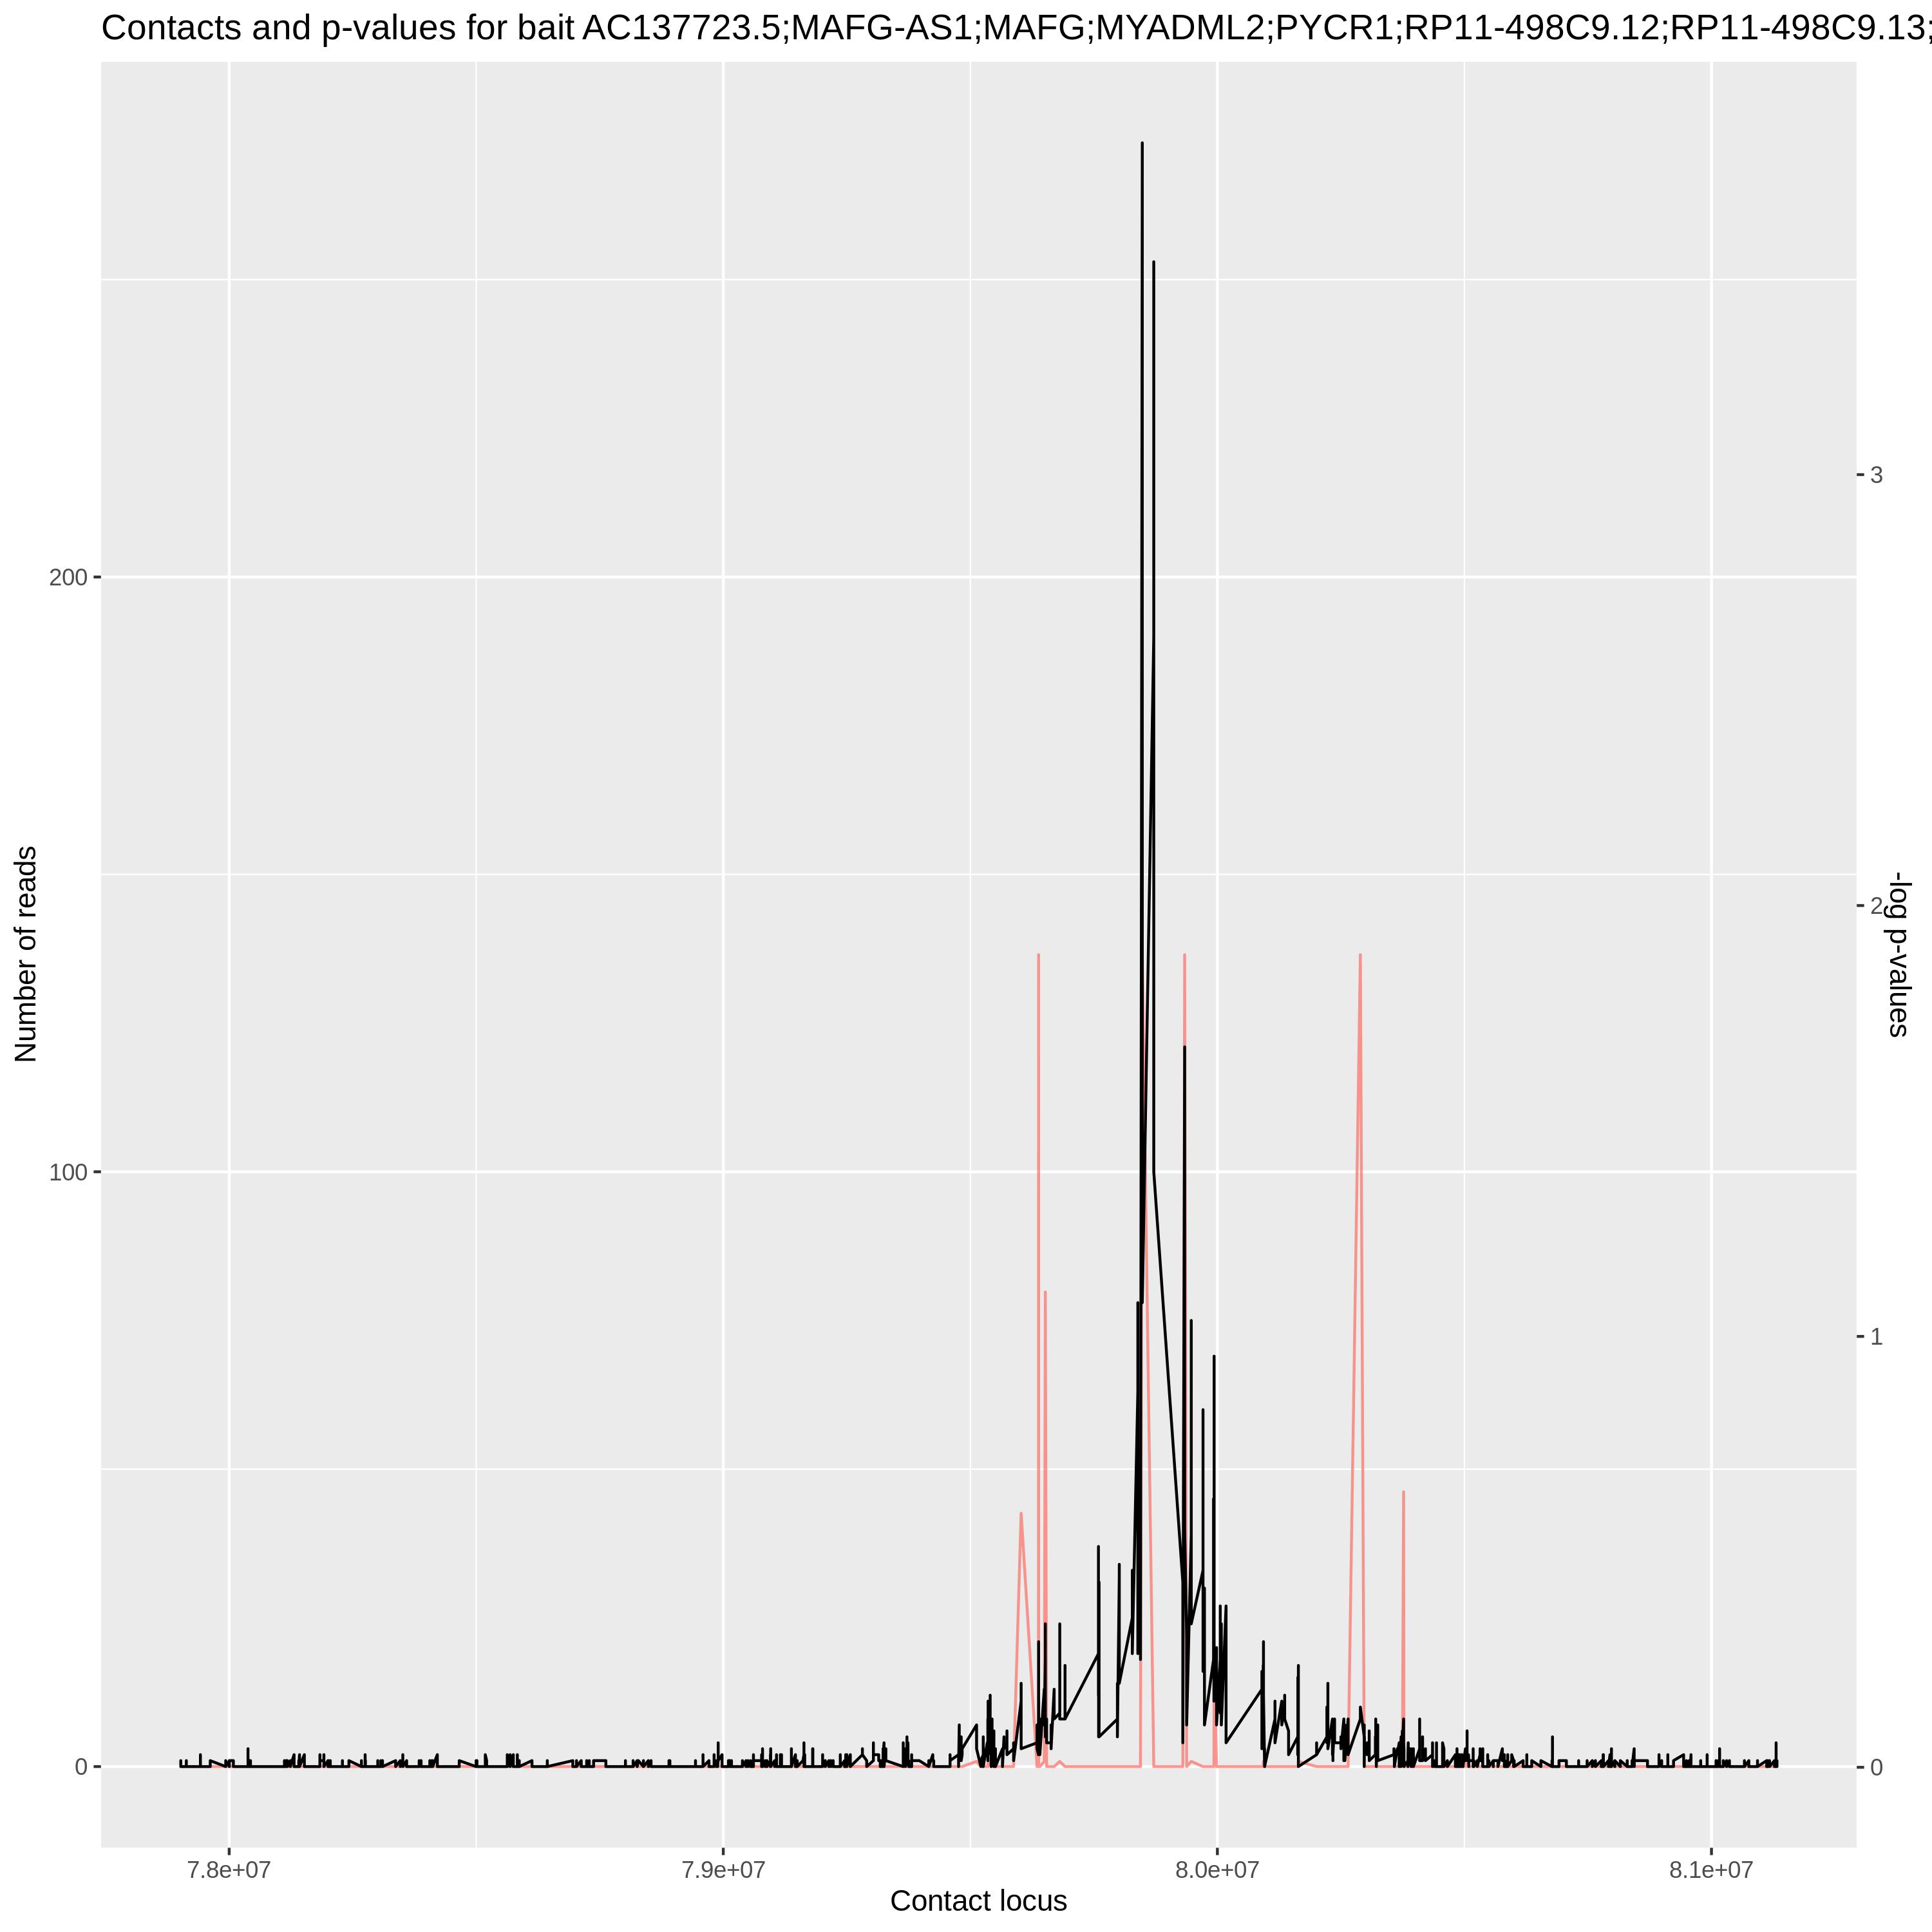 Contacts and p-values for bait AC137723.5;MAFG-AS1;MAFG;MYADML2;PYCR1;RP11-498C9.12;RP11-498C9.13;
Number of reads
200
100
0
3
2
1
0
-log p-values
7.8e+07
7.9e+07
8.0e+07
8.1e+07
Contact locus